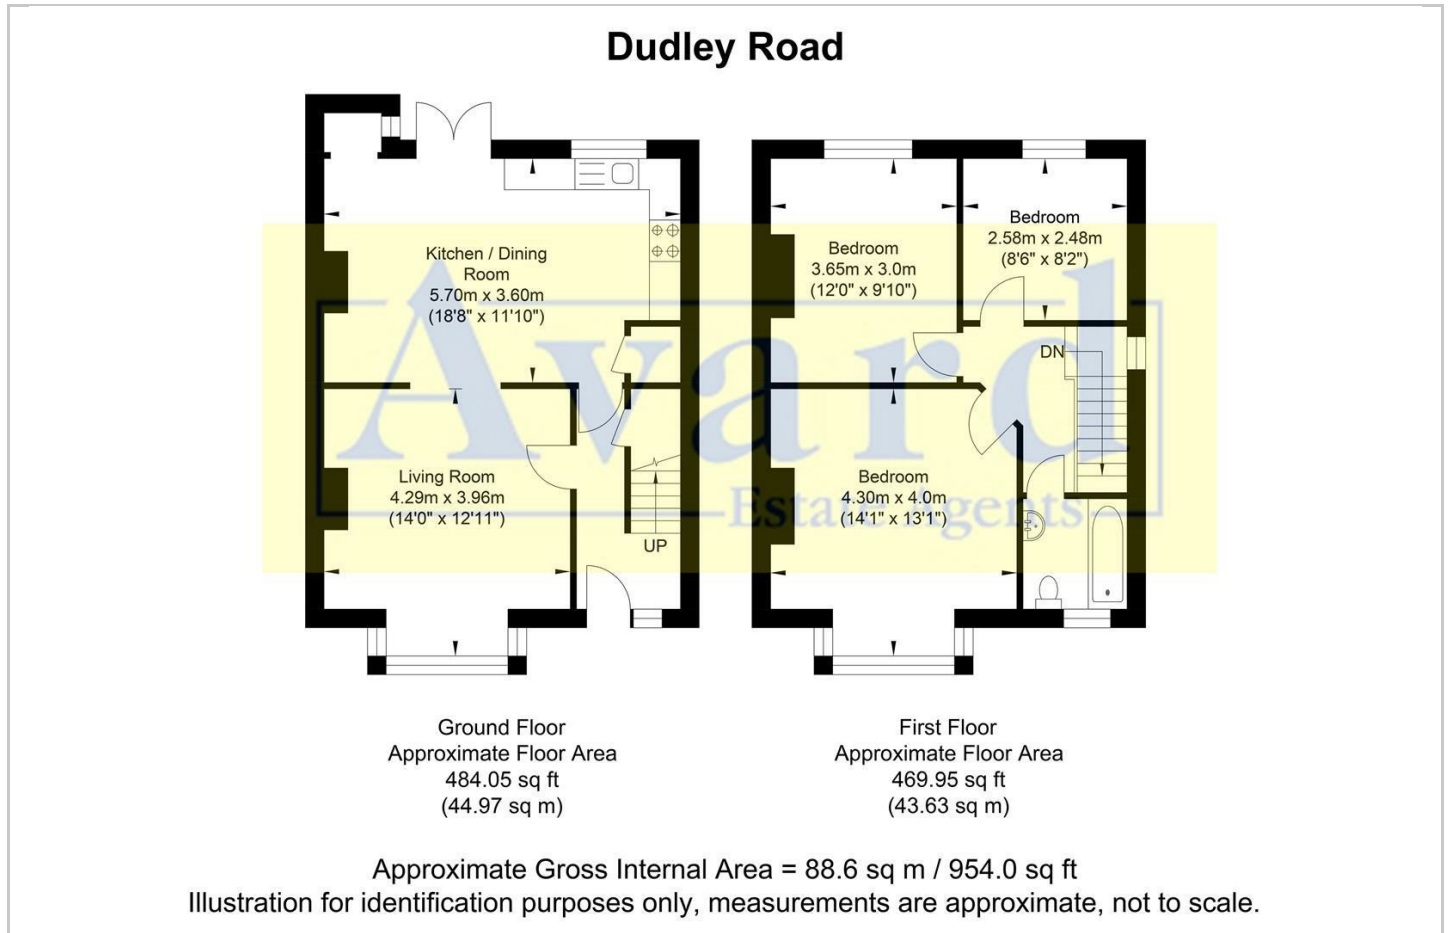 Dudley Road
Kitchen / Dining
Room
5.70m x 3.60m
(18'8" x 11'10")
Living Room
4.29m x 3.96m
(14'0" x 12'11")
UP
Bedroom
3.65m x 3.0m
(12'0" x 9'10")
Bedroom
2.58m x 2.48m
(8'6" x 8'2")
DN
Bedroom
4.30m x 4.0m
(14'1" x 13'1")
Avard
Estate Agents
Ground Floor
Approximate Floor Area
484.05 sq ft
(44.97 sq m)
First Floor
Approximate Floor Area
469.95 sq ft
(43.63 sq m)
Approximate Gross Internal Area = 88.6 sq m / 954.0 sq ft
Illustration for identification purposes only, measurements are approximate, not to scale.